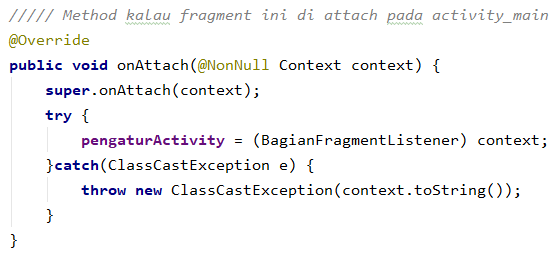 ///// Method kalau fragment ini di attach pada activity_main
@Override
public void onAttach(@NonNull Context context) {
    super.onAttach(context);
    try {
        pengaturActivity = (BagianFragmentListener) context;
    }catch(ClassCastException e) {
        throw new ClassCastException(context.toString());
    }
}